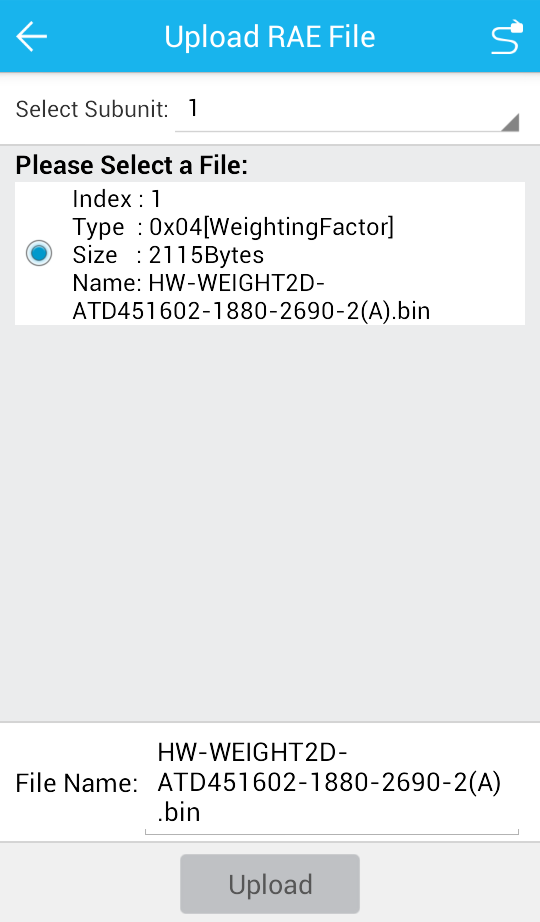 Upload RAE File
Select Subunit: 1
Please Select a File:
Index : 1
Type : 0x04[WeightingFactor]
Size : 2115Bytes
Name: HW-WEIGHT2D-
ATD451602-1880-2690-2(A).bin
HW-WEIGHT2D-
File Name: ATD451602-1880-2690-2(A)
.bin
Upload